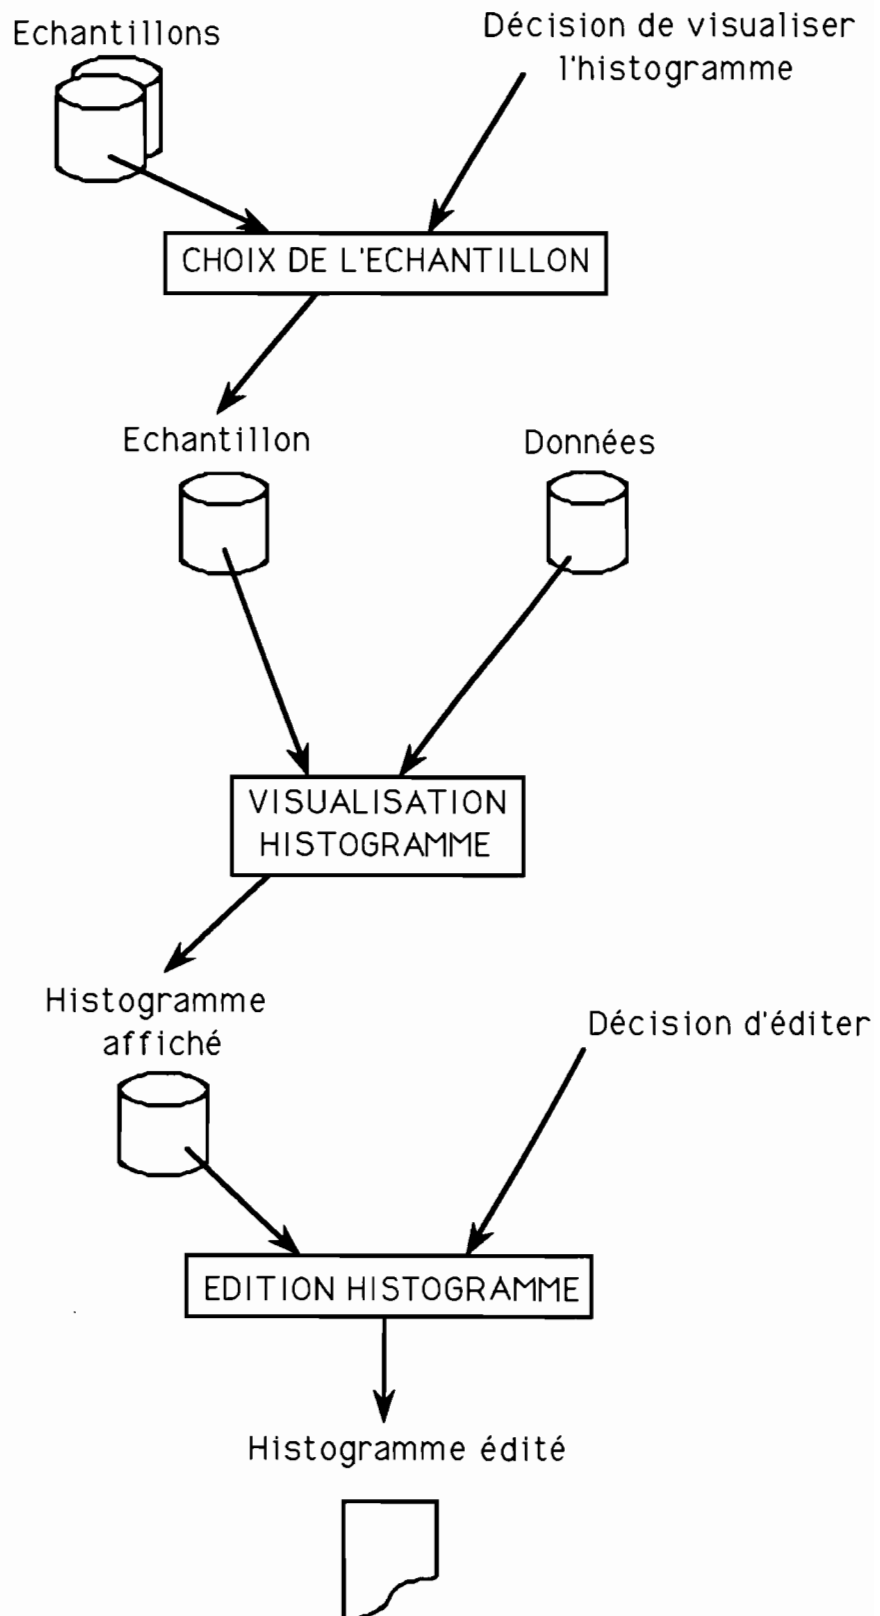 Echantillons
Décision de visualiser
l'histogramme
CHOIX DE L'ECHANTILLON
Echantillon
Données
VISUALISATION
HISTOGRAMME
Histogramme
affiché
Décision d'éditer
EDITION HISTOGRAMME
Histogramme édité